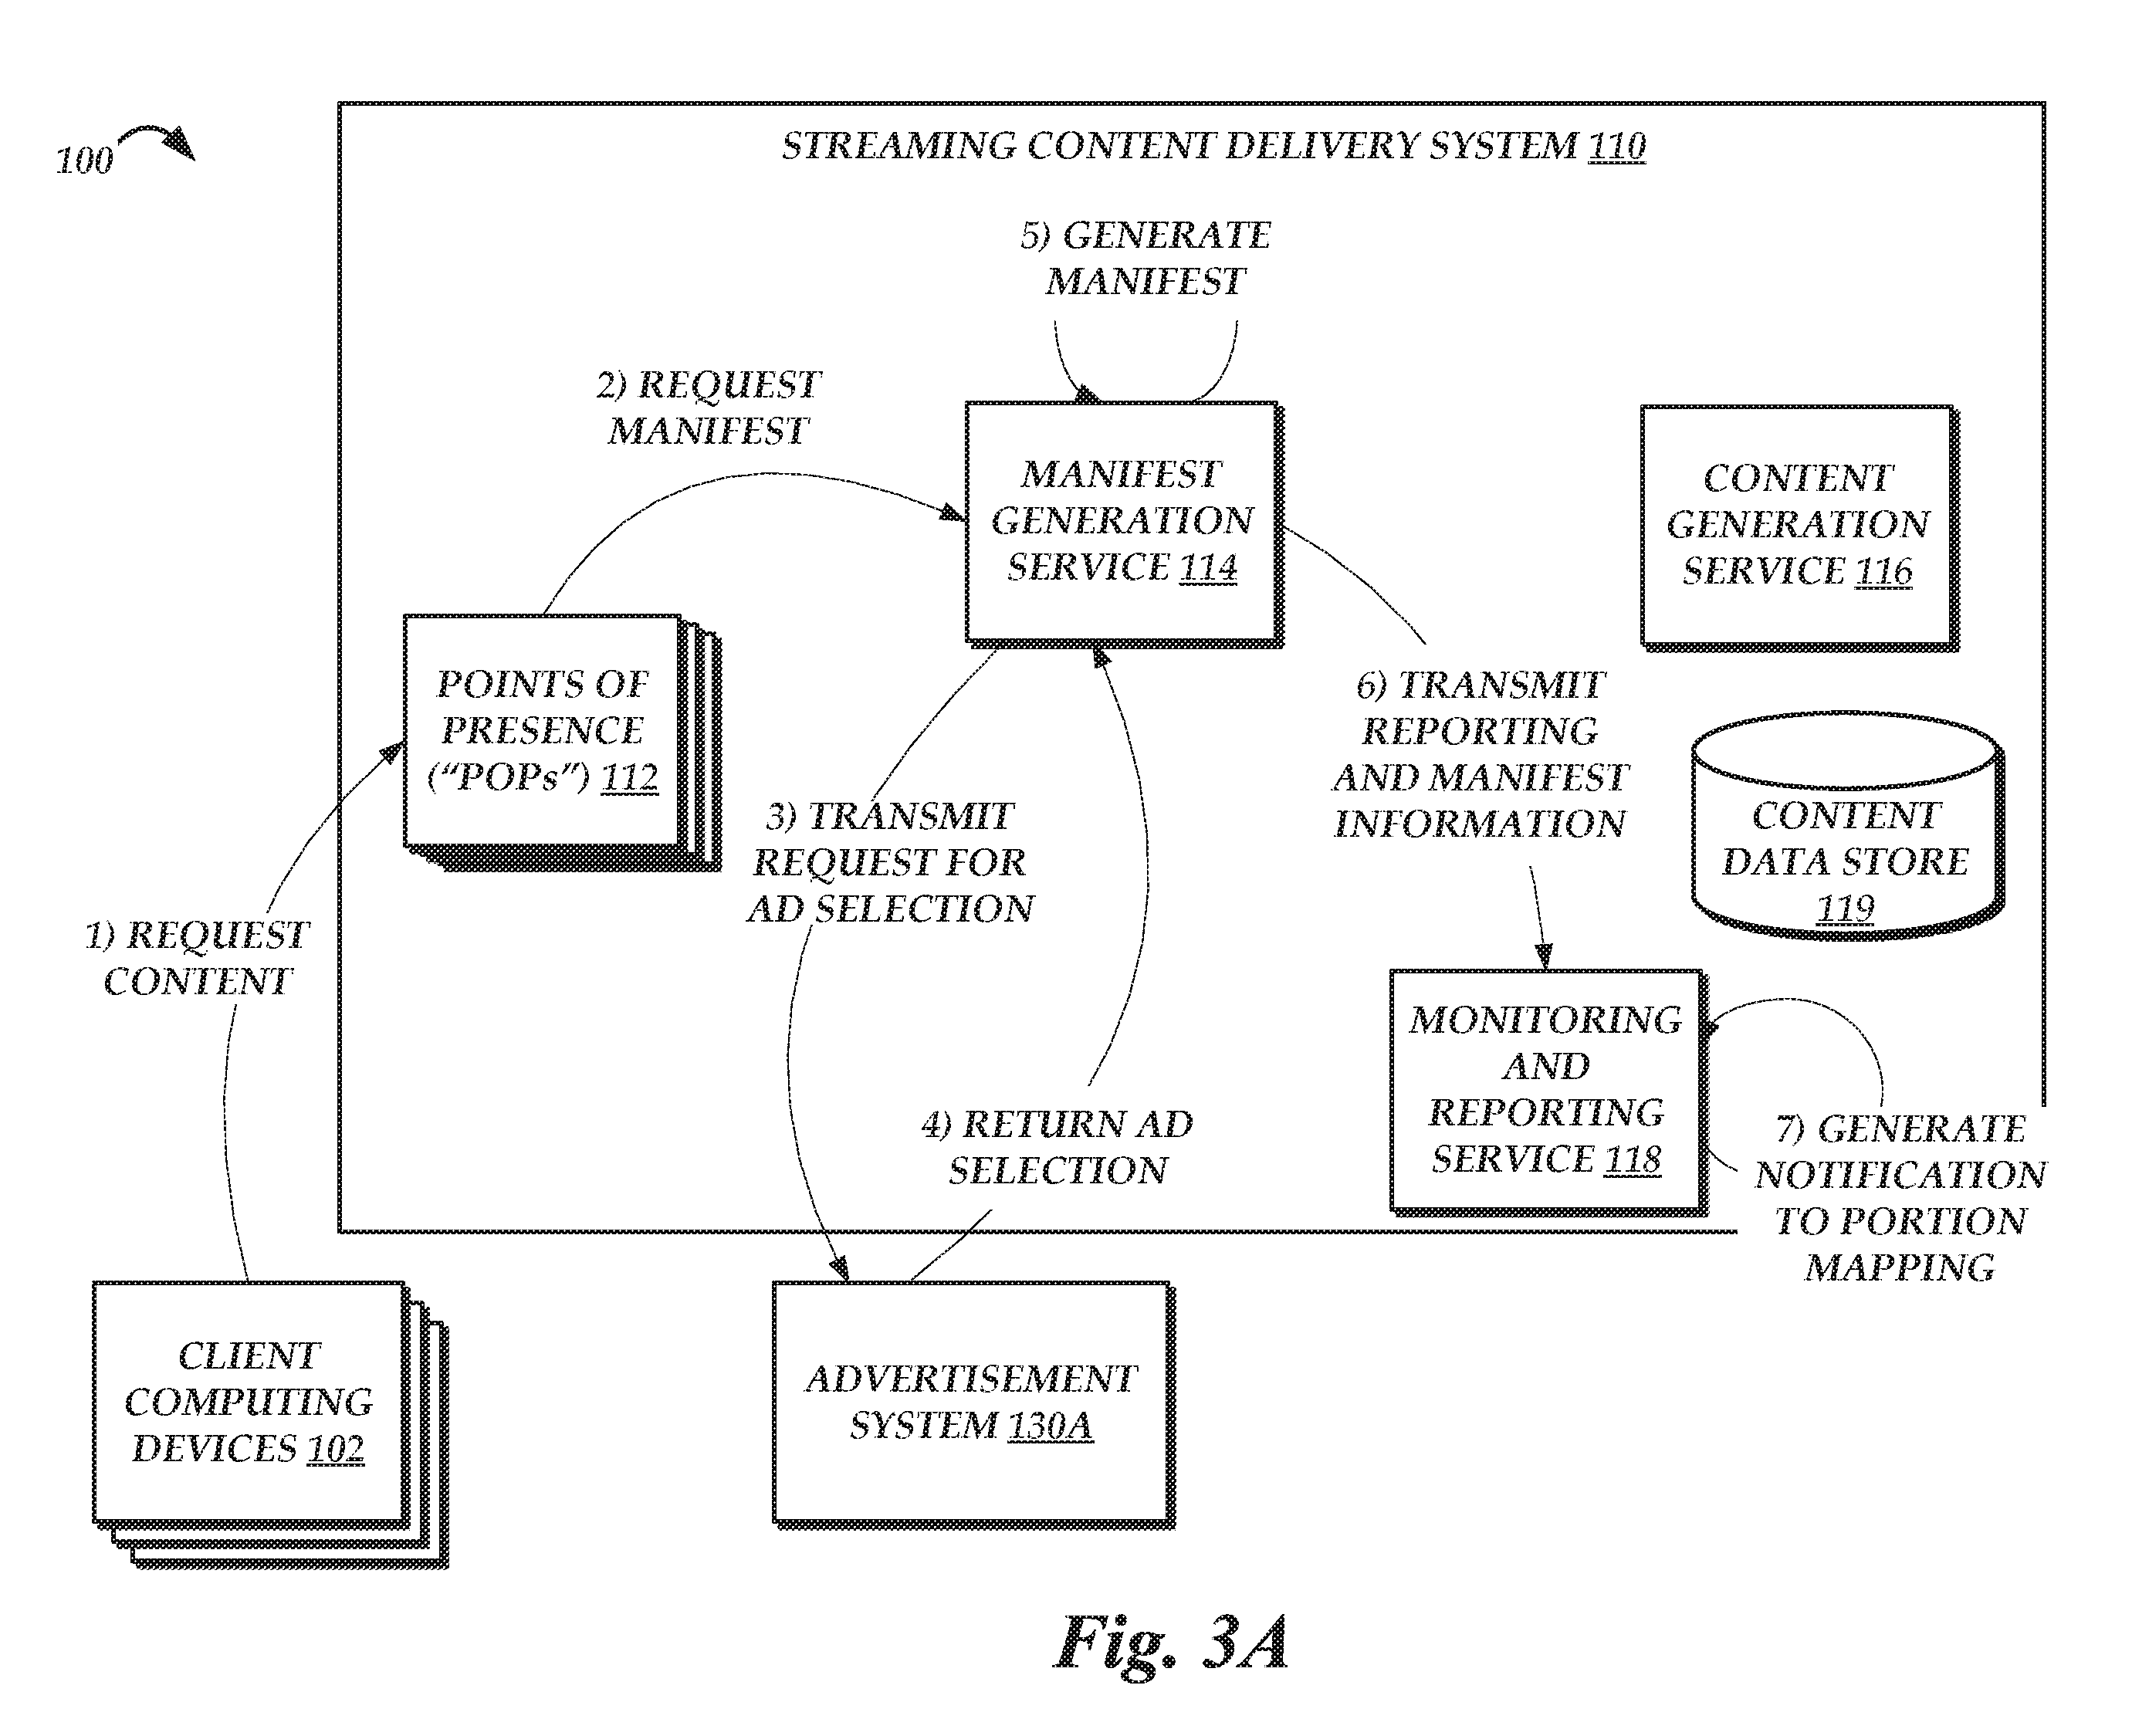 100
STREAMING CONTENT DELIVERY SYSTEM 110
5) GENERATE
MANIFEST
2) REQUEST
MANIFEST
MANIFEST
GENERATION
SERVICE 114
CONTENT
GENERATION
SERVICE 116
POINTS OF
PRESENCE
(“POPs”) 112
6) TRANSMIT
REPORTING
AND MANIFEST
INFORMATION
3) TRANSMIT
REQUEST FOR
AD SELECTION
CONTENT
DATA STORE
119
1) REQUEST
CONTENT
MONITORING
AND
REPORTING
SERVICE 118
4) RETURN AD
SELECTION
7) GENERATE
NOTIFICATION
TO PORTION
MAPPING
CLIENT
COMPUTING
DEVICES 102
ADVERTISEMENT
SYSTEM 130A
Fig. 3A